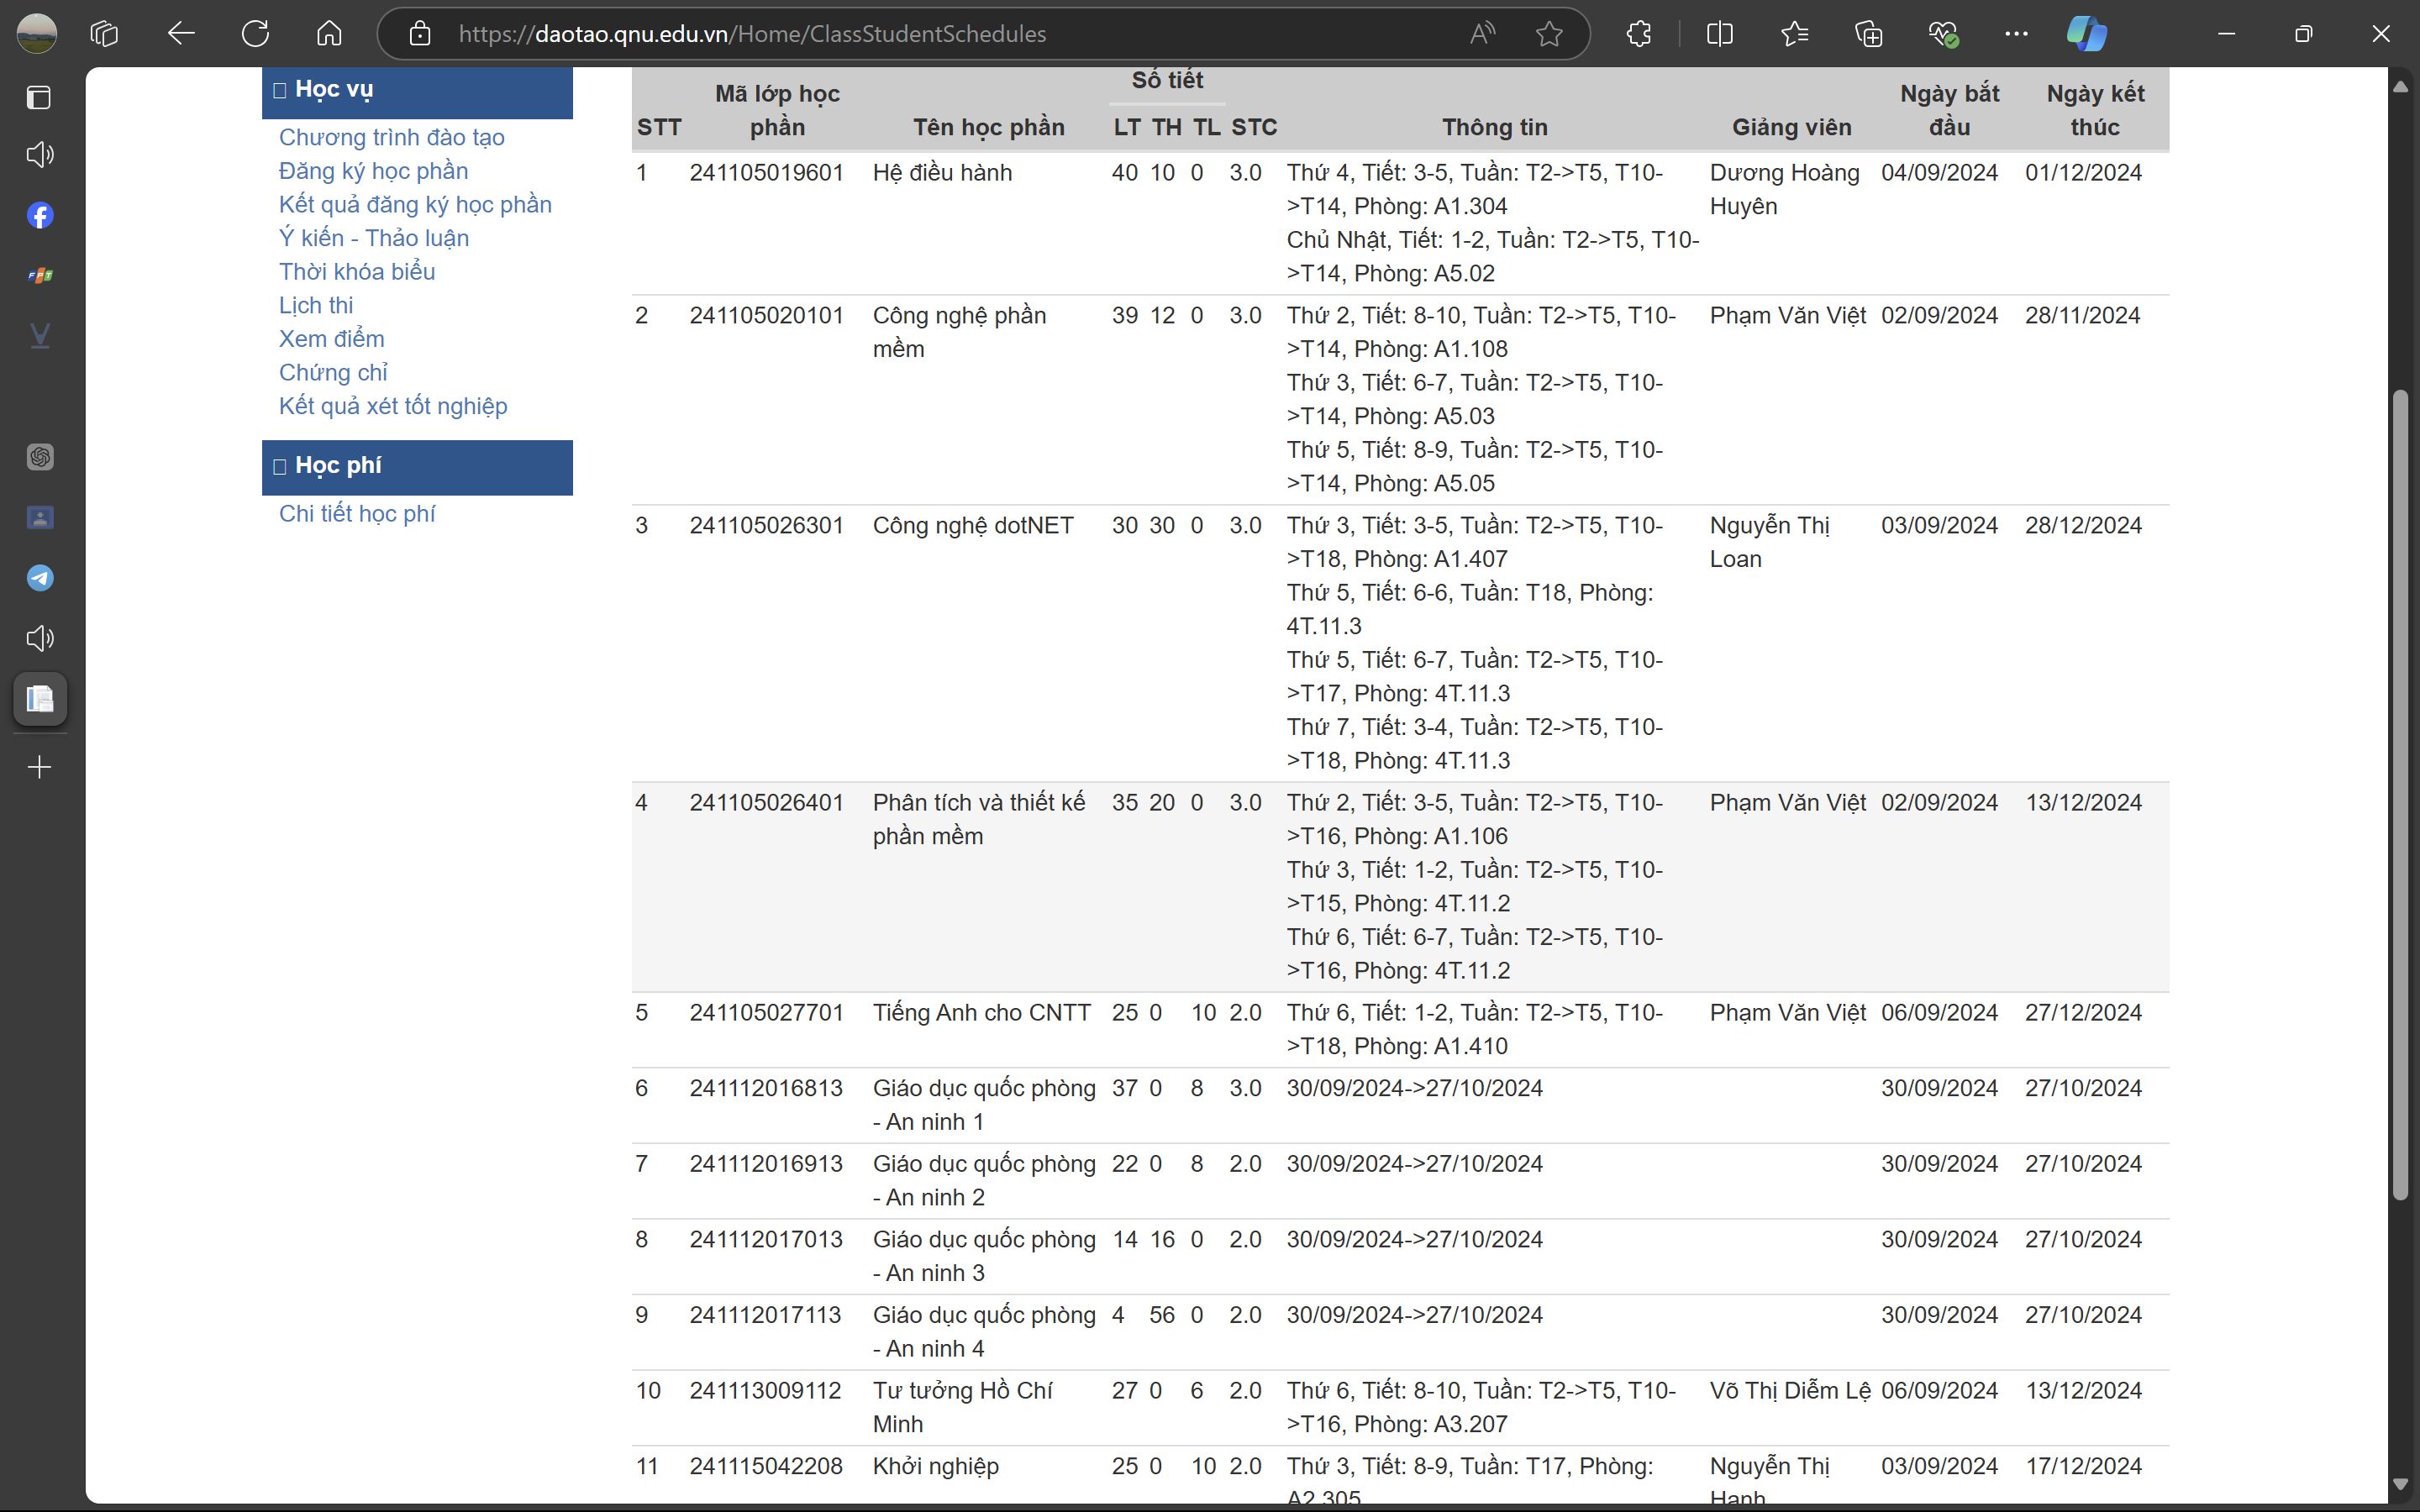 https://daotao.qnu.edu.vn/Home/ClassStudentSchedules
Học vụ
Chương trình đào tạo
Đăng ký học phần
Kết quả đăng ký học phần
Ý kiến - Thảo luận
Thời khóa biểu
Lịch thi
Xem điểm
Chứng chỉ
Kết quả xét tốt nghiệp
Học phí
Chi tiết học phí
Số tiết
Mã lớp học Ngày bắt Ngày kết
STT phần Tên học phần LT TH TL STC Thông tin Giảng viên đầu thúc
1 241105019601 Hệ điều hành 40 10 0 3.0 Thứ 4, Tiết: 3-5, Tuần: T2->T5, T10- Dương Hoàng 04/09/2024 01/12/2024
>T14, Phòng: A1.304 Huyên
Chủ Nhật, Tiết: 1-2, Tuần: T2->T5, T10-
>T14, Phòng: A5.02
2 241105020101 Công nghệ phần 39 12 0 3.0 Thứ 2, Tiết: 8-10, Tuần: T2->T5, T10- Phạm Văn Việt 02/09/2024 28/11/2024
mềm >T14, Phòng: A1.108
Thứ 3, Tiết: 6-7, Tuần: T2->T5, T10-
>T14, Phòng: A5.03
Thứ 5, Tiết: 8-9, Tuần: T2->T5, T10-
>T14, Phòng: A5.05
3 241105026301 Công nghệ dotNET 30 30 0 3.0 Thứ 3, Tiết: 3-5, Tuần: T2->T5, T10- Nguyễn Thị 03/09/2024 28/12/2024
>T18, Phòng: A1.407 Loan
Thứ 5, Tiết: 6-6, Tuần: T18, Phòng:
4T.11.3
Thứ 5, Tiết: 6-7, Tuần: T2->T5, T10-
>T17, Phòng: 4T.11.3
Thứ 7, Tiết: 3-4, Tuần: T2->T5, T10-
>T18, Phòng: 4T.11.3
4 241105026401 Phân tích và thiết kế 35 20 0 3.0 Thứ 2, Tiết: 3-5, Tuần: T2->T5, T10- Phạm Văn Việt 02/09/2024 13/12/2024
phần mềm >T16, Phòng: A1.106
Thứ 3, Tiết: 1-2, Tuần: T2->T5, T10-
>T15, Phòng: 4T.11.2
Thứ 6, Tiết: 6-7, Tuần: T2->T5, T10-
>T16, Phòng: 4T.11.2
5 241105027701 Tiếng Anh cho CNTT 25 0 10 2.0 Thứ 6, Tiết: 1-2, Tuần: T2->T5, T10- Phạm Văn Việt 06/09/2024 27/12/2024
>T18, Phòng: A1.410
6 241112016813 Giáo dục quốc phòng 37 0 8 3.0 30/09/2024->27/10/2024 30/09/2024 27/10/2024
- An ninh 1
7 241112016913 Giáo dục quốc phòng 22 0 8 2.0 30/09/2024->27/10/2024 30/09/2024 27/10/2024
- An ninh 2
8 241112017013 Giáo dục quốc phòng 14 16 0 2.0 30/09/2024->27/10/2024 30/09/2024 27/10/2024
- An ninh 3
9 241112017113 Giáo dục quốc phòng 4 56 0 2.0 30/09/2024->27/10/2024 30/09/2024 27/10/2024
- An ninh 4
10 241113009112 Tư tưởng Hồ Chí 27 0 6 2.0 Thứ 6, Tiết: 8-10, Tuần: T2->T5, T10- Võ Thị Diễm Lệ 06/09/2024 13/12/2024
Minh >T16, Phòng: A3.207
11 241115042208 Khởi nghiệp 25 0 10 2.0 Thứ 3, Tiết: 8-9, Tuần: T17, Phòng: Nguyễn Thị 03/09/2024 17/12/2024
A2.305
FPT